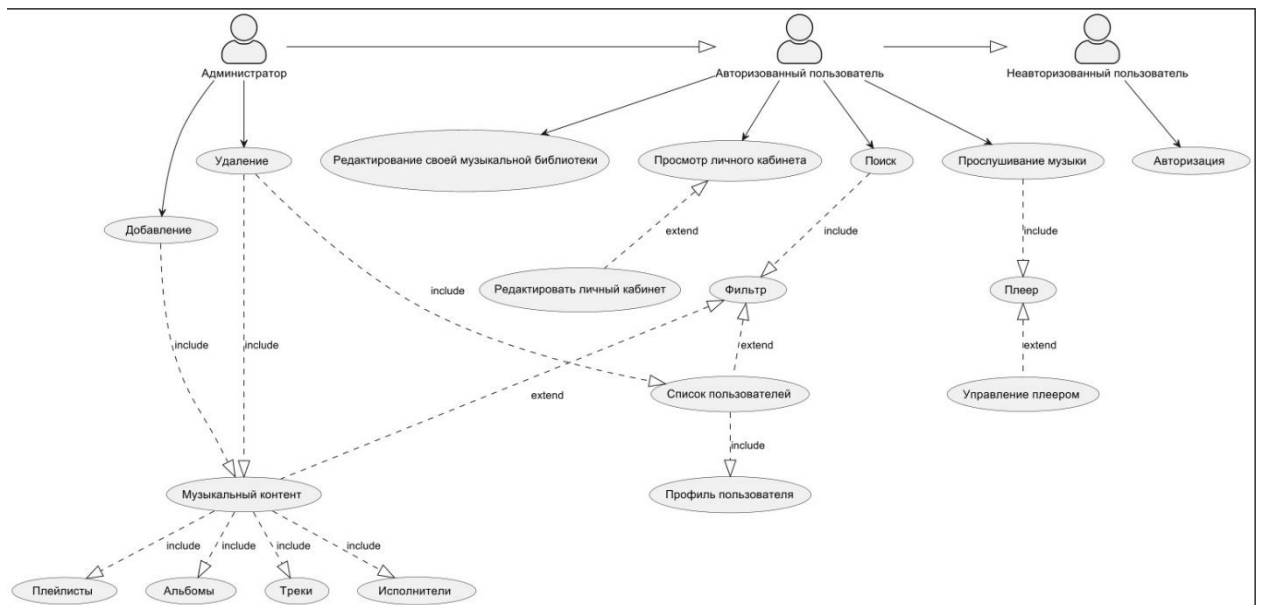 Администратор
Авторизованный пользователь
Неавторизованный пользователь
Удаление
Редактирование своей музыкальной библиотеки
Просмотр личного кабинета
Поиск
Прослушивание музыки
Авторизация
Добавление
extend
include
include
Редактировать личный кабинет
Фильтр
Плеер
include
include
include
extend
extend
extend
Список пользователей
Управление плеером
include
Музыкальный контент
Профиль пользователя
include
include
include
include
Плейлисты
Альбомы
Треки
Исполнители